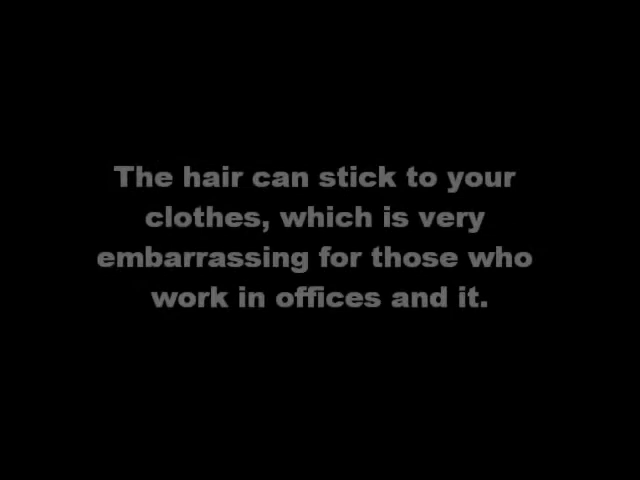 The hair can stick to your
clothes, which is very
embarrassing for those who
work in offices and it.